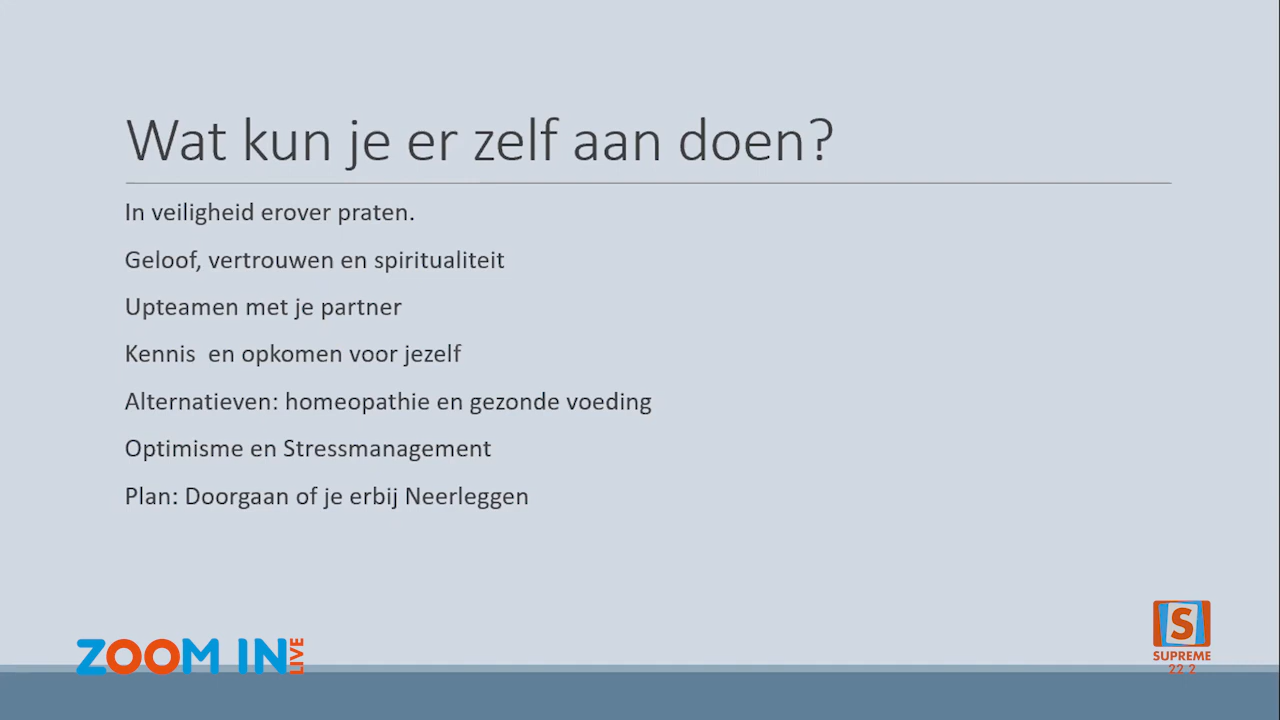 Wat kun je er zelf aan doen?
In veiligheid erover praten.
Geloof, vertrouwen en spiritualiteit
Upteamen met je partner
Kennis  en opkomen voor jezelf
Alternatieven: homeopathie en gezonde voeding
Optimisme en Stressmanagement
Plan: Doorgaan of je erbij Neerleggen
ZOOM IN LIVE
S
SUPREME
22 2